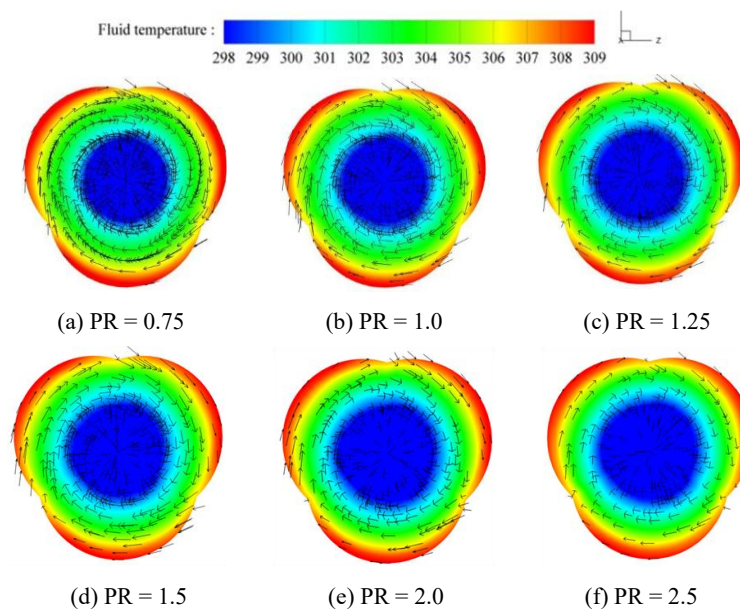 Fluid temperature :
298 299 300 301 302 303 304 305 306 307 308 309
x z
(a) PR = 0.75 (b) PR = 1.0 (c) PR = 1.25
(d) PR = 1.5 (e) PR = 2.0 (f) PR = 2.5